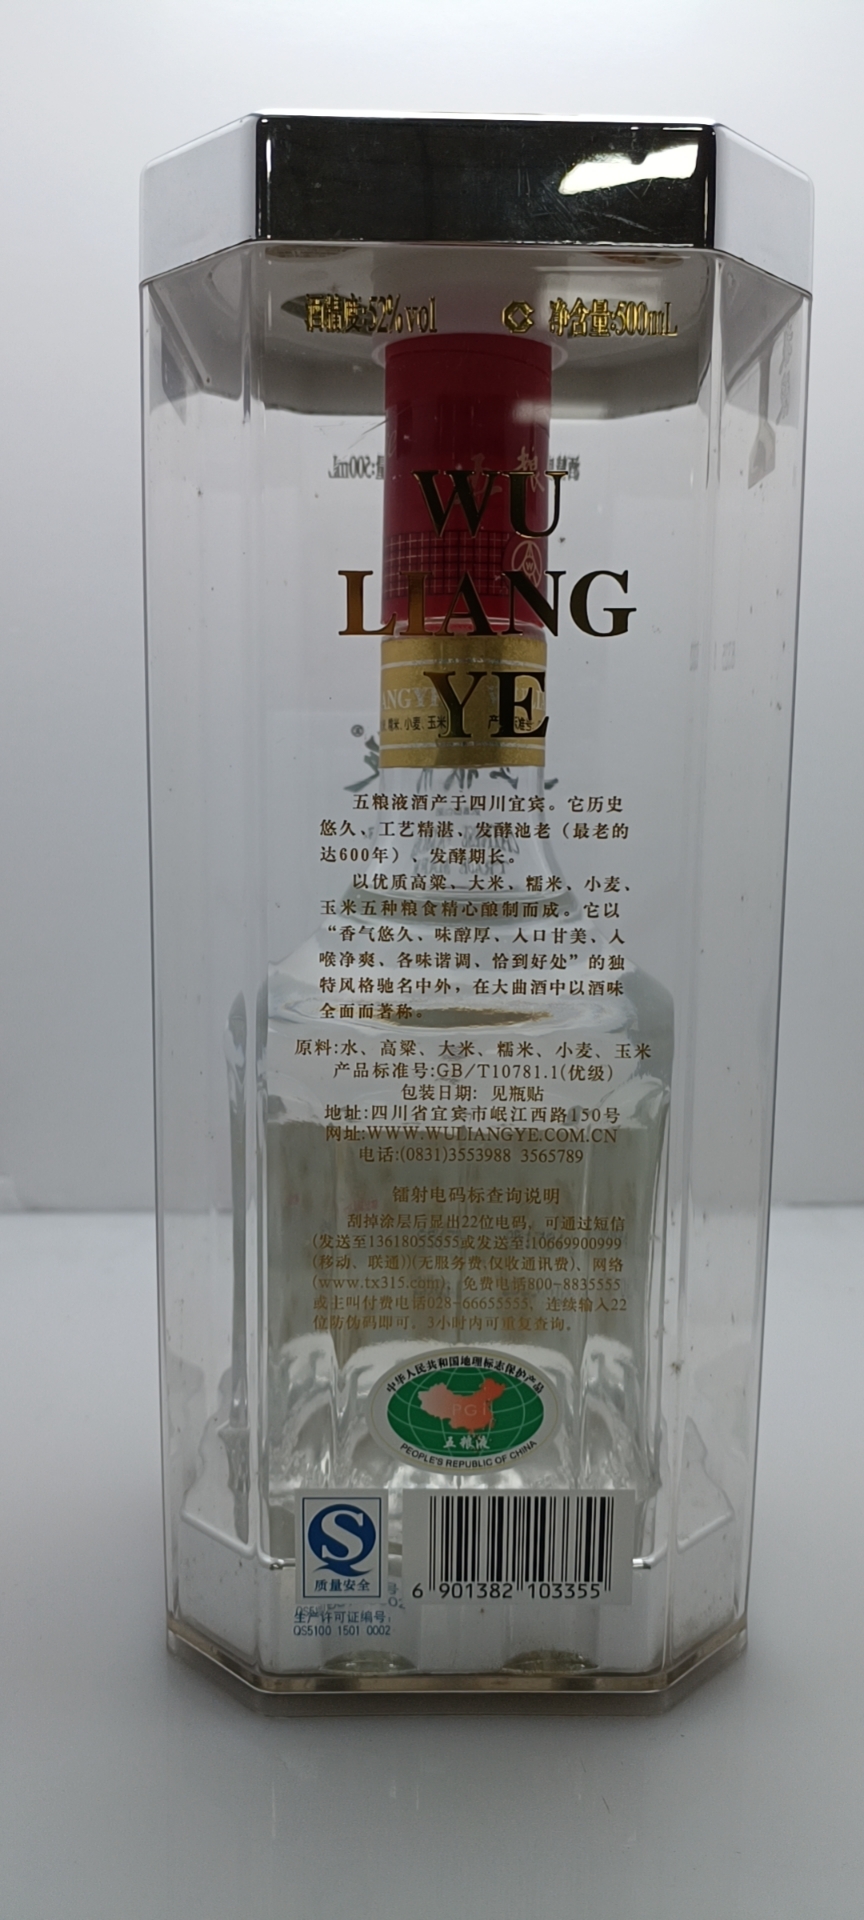 酒精度:52%vol 净含量:500mL
WU
LIANG
YE
五粮液酒产于四川宜宾。它历史
悠久、工艺精湛、发酵池老（最老的
达600年）、发酵期长。
以优质高粱、大米、糯米、小麦、
玉米五种粮食精心酿制而成。它以
“香气悠久、味醇厚、入口甘美、入
喉净爽、各味谐调、恰到好处”的独
特风格驰名中外，在大曲酒中以酒味
全面而著称。
原料:水、高粱、大米、糯米、小麦、玉米
产品标准号:GB/T10781.1(优级)
包装日期: 见瓶贴
地址:四川省宜宾市岷江西路150号
网址:WWW.WULIANGYE.COM.CN
电话:(0831)3553988 3565789
镭射电码标查询说明
刮掉涂层后显出22位电码，可通过短信
(发送至13618055555或发送至:10669900999
(移动、联通))(无服务费,仅收通讯费)、网络
(www.tx315.com)，免费电话800-8835555
或主叫付费电话028-66655555，连续输入22
位防伪码即可，3小时内可重复查询。
中华人民共和国地理标志保护产品
PGI
五粮液
PEOPLE'S REPUBLIC OF CHINA
质量安全
6 901382 103355
生产许可证编号:
QS5100 1501 0002